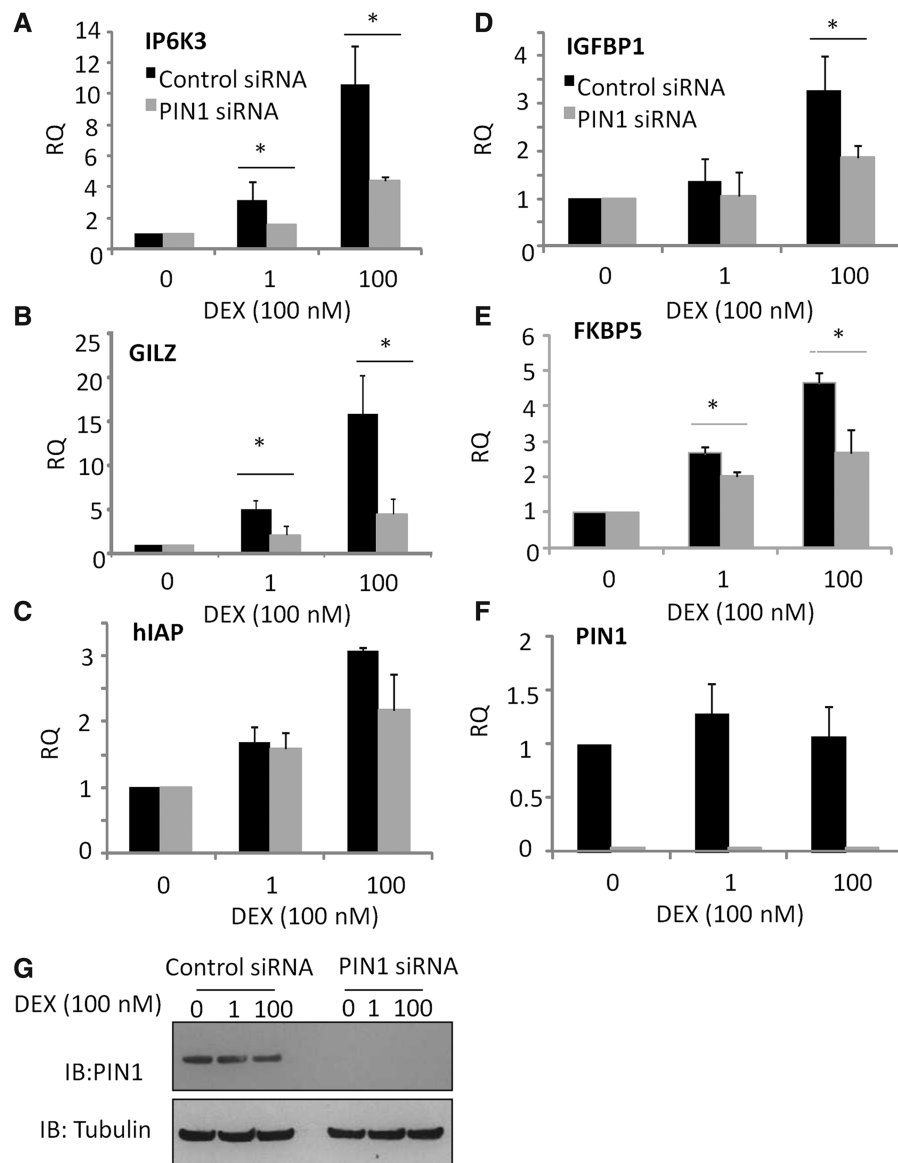 A
IP6K3
Control siRNA
PIN1 siRNA
*
*
RQ
14
12
10
8
6
4
2
0
0 1 100
DEX (100 nM)
B
GILZ
*
*
RQ
25
20
15
10
5
0
0 1 100
DEX (100 nM)
C
hIAP
RQ
3
2
1
0
0 1 100
DEX (100 nM)
D
IGFBP1
Control siRNA
PIN1 siRNA
*
RQ
4
3
2
1
0
0 1 100
DEX (100 nM)
E
FKBP5
*
*
RQ
6
5
4
3
2
1
0
0 1 100
DEX (100 nM)
F
PIN1
RQ
2
1.5
1
0.5
0
0 1 100
DEX (100 nM)
G
Control siRNA PIN1 siRNA
DEX (100 nM) 0 1 100 0 1 100
IB:PIN1
IB: Tubulin